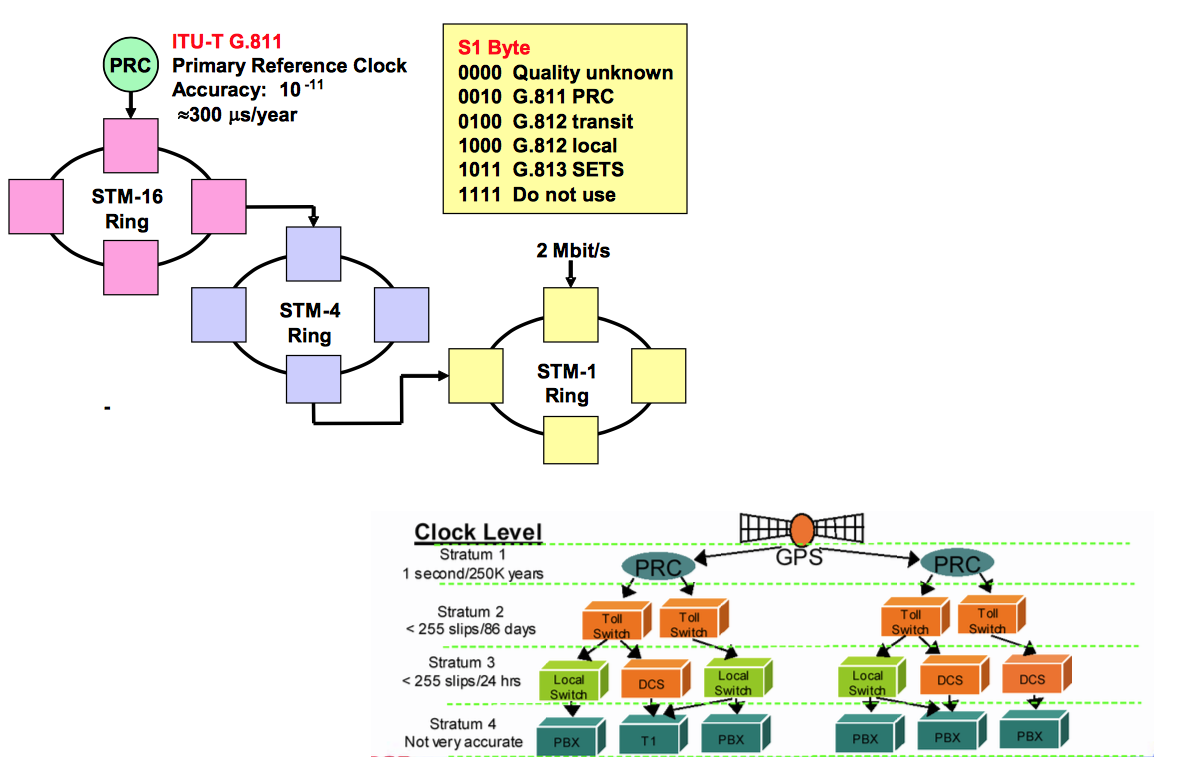 PRC
ITU-T G.811
Primary Reference Clock
Accuracy: 10 -11
≈300 µs/year
STM-16
Ring
S1 Byte
0000 Quality unknown
0010 G.811 PRC
0100 G.812 transit
1000 G.812 local
1011 G.813 SETS
1111 Do not use
STM-4
Ring
2 Mbit/s
STM-1
Ring
-
Clock Level
GPS
Stratum 1
1 second/250K years
PRC
PRC
Stratum 2
< 255 slips/86 days
Toll
Switch
Toll
Switch
Toll
Switch
Toll
Switch
Stratum 3
< 255 slips/24 hrs
Local
Switch
DCS
Local
Switch
Local
Switch
DCS
DCS
Stratum 4
Not very accurate
PBX
T1
PBX
PBX
PBX
PBX